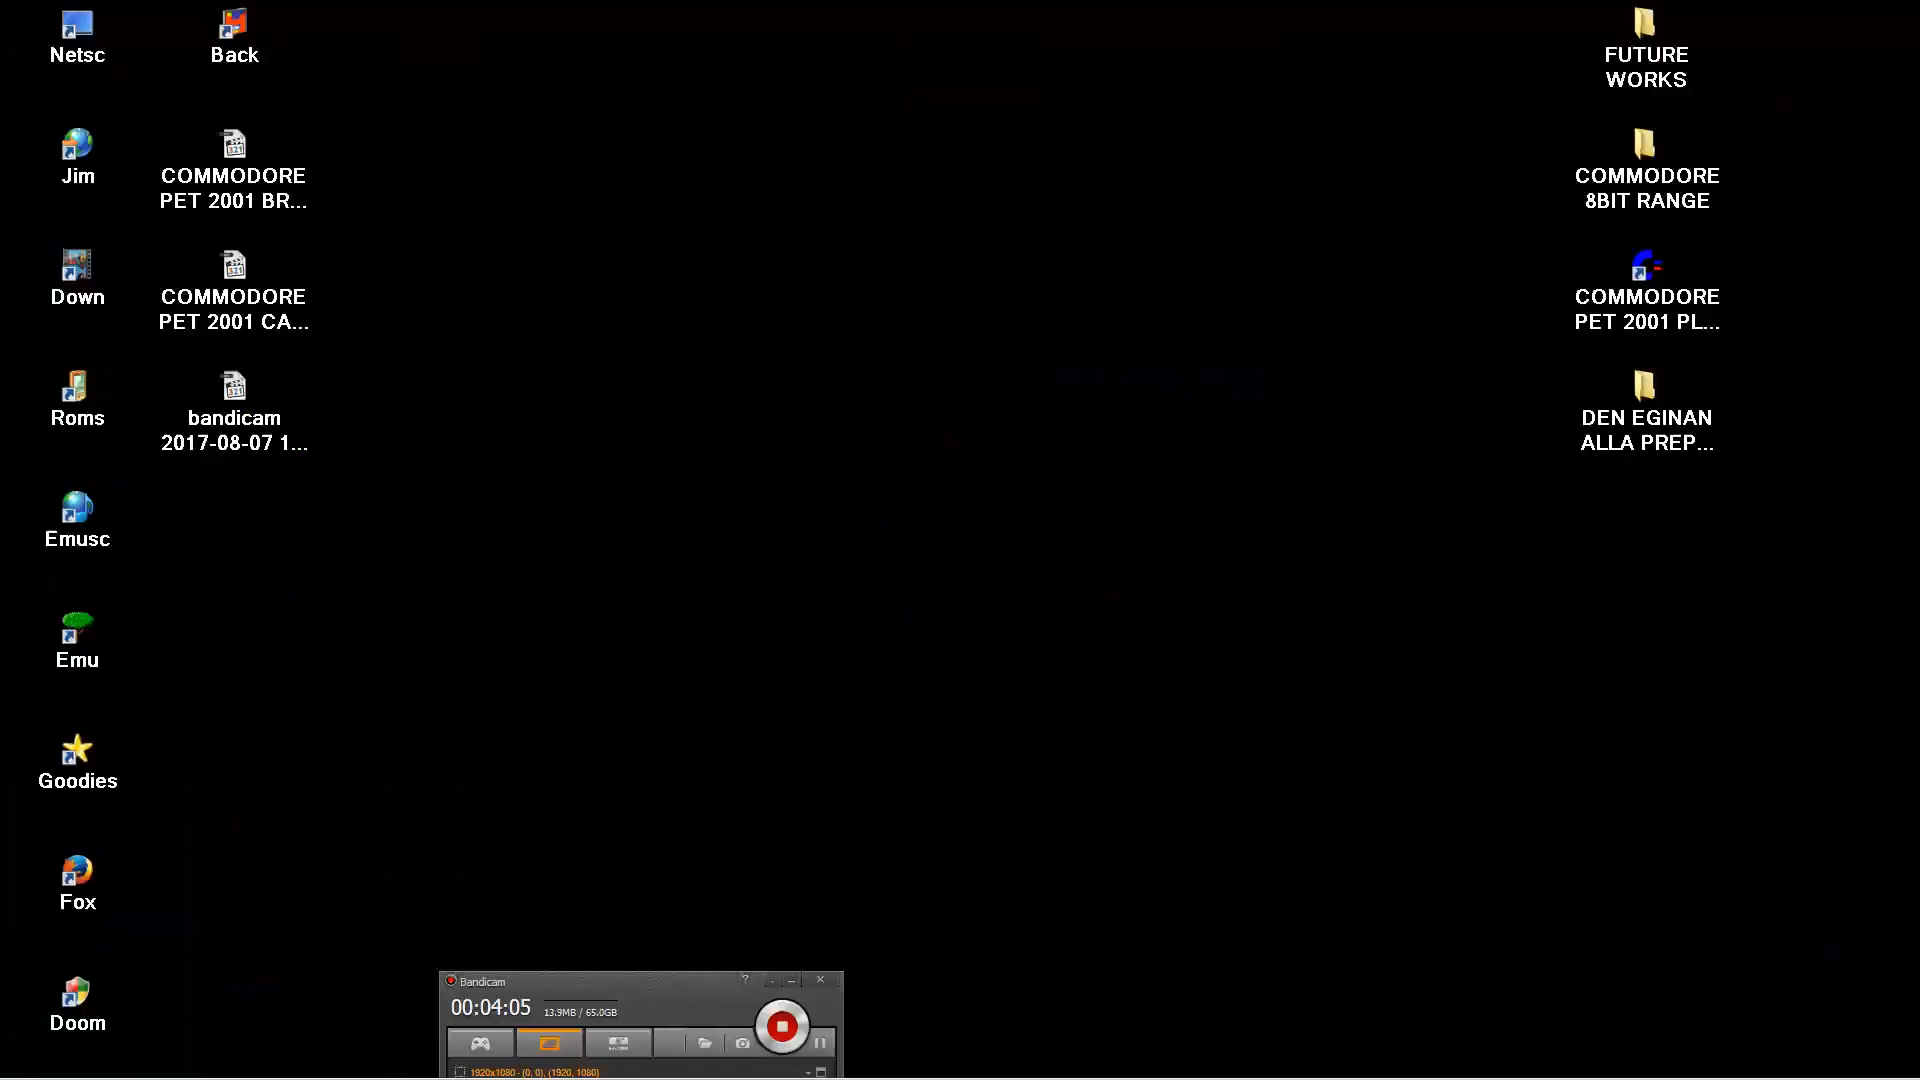 Netsc
Back
FUTURE
WORKS
Jim
COMMODORE
PET 2001 BR...
COMMODORE
8BIT RANGE
Down
COMMODORE
PET 2001 CA...
COMMODORE
PET 2001 PL...
Roms
bandicam
2017-08-07 1...
DEN EGINAN
ALLA PREP...
Emusc
Emu
Goodies
Fox
Doom
Bandicam
00:04:05 13.9MB / 65.0GB
1920x1080 - (0, 0), (1920, 1080)